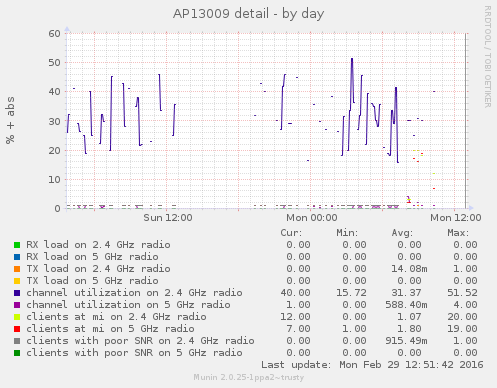 AP13009 detail - by day
RRDTOOL / TOBI OETIKER
% + abs
60
50
40
30
20
10
0
Sun 12:00 Mon 00:00 Mon 12:00
Cur: Min: Avg: Max:
RX load on 2.4 GHz radio 0.00 0.00 0.00 0.00
RX load on 5 GHz radio 0.00 0.00 0.00 0.00
TX load on 2.4 GHz radio 0.00 0.00 14.08m 1.00
TX load on 5 GHz radio 0.00 0.00 0.00 0.00
channel utilization on 2.4 GHz radio 40.00 15.72 31.37 51.52
channel utilization on 5 GHz radio 1.00 0.00 588.40m 4.00
clients at mi on 2.4 GHz radio 12.00 0.00 1.07 20.00
clients at mi on 5 GHz radio 7.00 1.00 1.80 19.00
clients with poor SNR on 2.4 GHz radio 0.00 0.00 915.49m 1.00
clients with poor SNR on 5 GHz radio 0.00 0.00 0.00 0.00
Last update: Mon Feb 29 12:51:42 2016
Munin 2.0.25-1ppa2~trusty